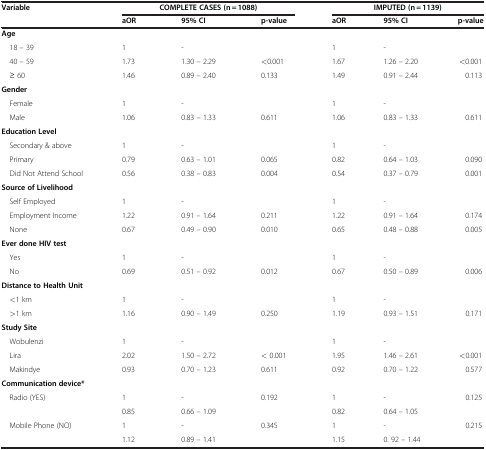 Variable COMPLETE CASES (n = 1088) IMPUTED (n = 1139)
aOR 95% CI p-value aOR 95% CI p-value
Age
18 – 39 1 - 1 -
40 – 59 1.73 1.30 – 2.29 <0.001 1.67 1.26 – 2.20 <0.001
≥ 60 1.46 0.89 – 2.40 0.133 1.49 0.91 – 2.44 0.113
Gender
Female 1 - 1 -
Male 1.06 0.83 – 1.33 0.611 1.06 0.83 – 1.33 0.611
Education Level
Secondary & above 1 - 1 -
Primary 0.79 0.63 – 1.01 0.065 0.82 0.64 – 1.03 0.090
Did Not Attend School 0.56 0.38 – 0.83 0.004 0.54 0.37 – 0.79 0.001
Source of Livelihood
Self Employed 1 - 1 -
Employment Income 1.22 0.91 – 1.64 0.211 1.22 0.91 – 1.64 0.174
None 0.67 0.49 – 0.90 0.010 0.65 0.48 – 0.88 0.005
Ever done HIV test
Yes 1 - 1 -
No 0.69 0.51 – 0.92 0.012 0.67 0.50 – 0.89 0.006
Distance to Health Unit
<1 km 1 - 1 -
>1 km 1.16 0.90 – 1.49 0.250 1.19 0.93 – 1.51 0.171
Study Site
Wobulenzi 1 - 1 -
Lira 2.02 1.50 – 2.72 < 0.001 1.95 1.46 – 2.61 <0.001
Makindye 0.93 0.70 – 1.23 0.611 0.92 0.70 – 1.22 0.577
Communication device*
Radio (YES) 1 - 0.192 1 - 0.125
0.85 0.66 – 1.09 0.82 0.64 – 1.05
Mobile Phone (NO) 1 - 0.345 1 - 0.215
1.12 0.89 – 1.41 1.15 0. 92 – 1.44